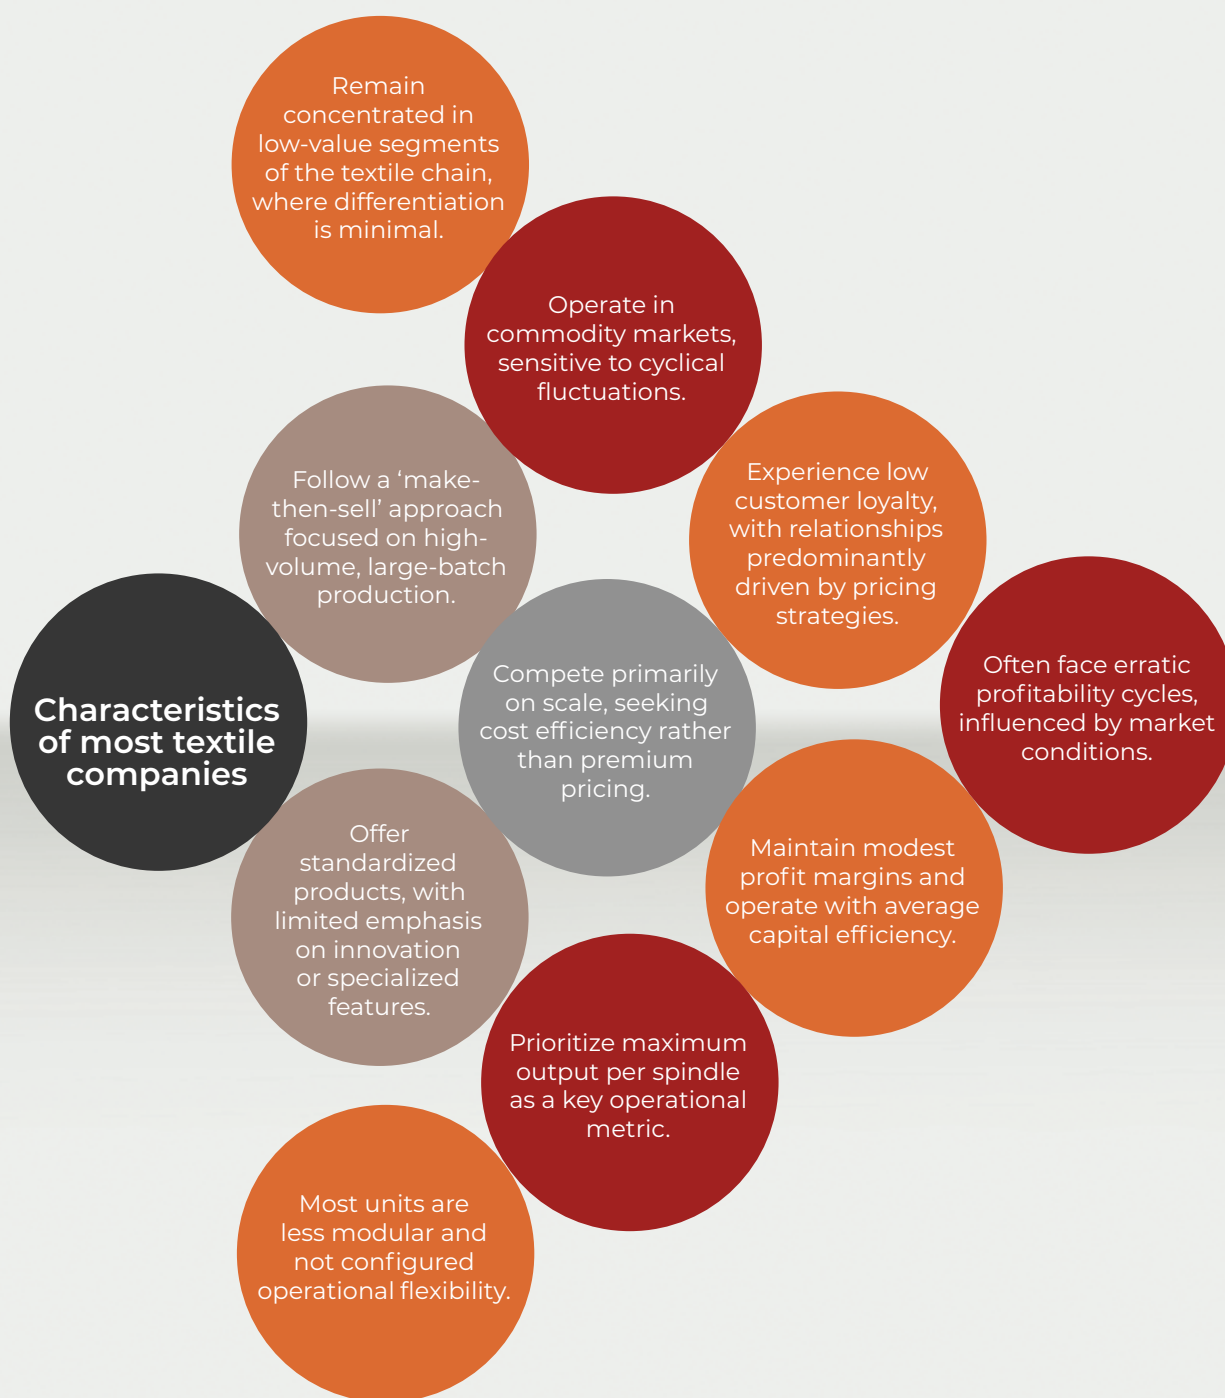 Remain
concentrated in
low-value segments
of the textile chain,
where differentiation
is minimal.
Operate in
commodity markets,
sensitive to cyclical
fluctuations.
Follow a ‘make-
then-sell’ approach
focused on high-
volume, large-batch
production.
Experience low
customer loyalty,
with relationships
predominantly
driven by pricing
strategies.
Characteristics
of most textile
companies
Compete primarily
on scale, seeking
cost efficiency rather
than premium
pricing.
Often face erratic
profitability cycles,
influenced by market
conditions.
Offer
standardized
products, with
limited emphasis
on innovation
or specialized
features.
Maintain modest
profit margins and
operate with average
capital efficiency.
Prioritize maximum
output per spindle
as a key operational
metric.
Most units are
less modular and
not configured
operational flexibility.